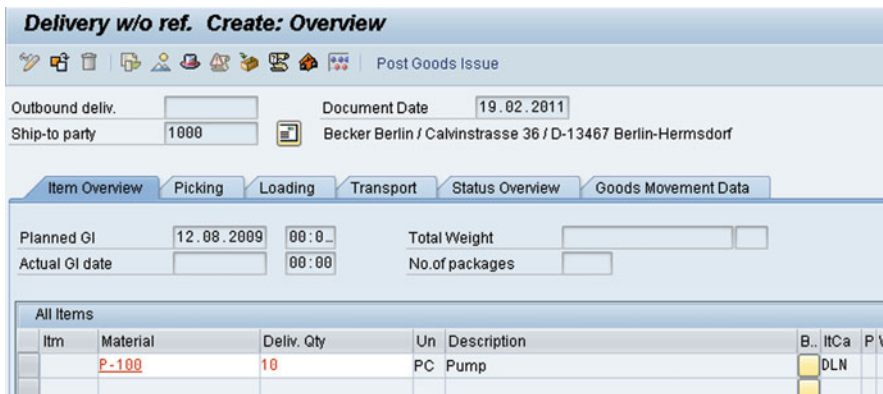 Delivery w/o ref. Create: Overview
Post Goods Issue
Outbound deliv. Document Date 19.02.2011
Ship-to party 1000 Becker Berlin / Calvinstrasse 36 / D-13467 Berlin-Hermsdorf
Item Overview Picking Loading Transport Status Overview Goods Movement Data
Planned GI 12.08.2009 00:0… Total Weight
Actual GI date 00:00 No.of packages
All Items
Itm Material Deliv. Qty Un Description B.. ItCa P
P-100 10 PC Pump DLN